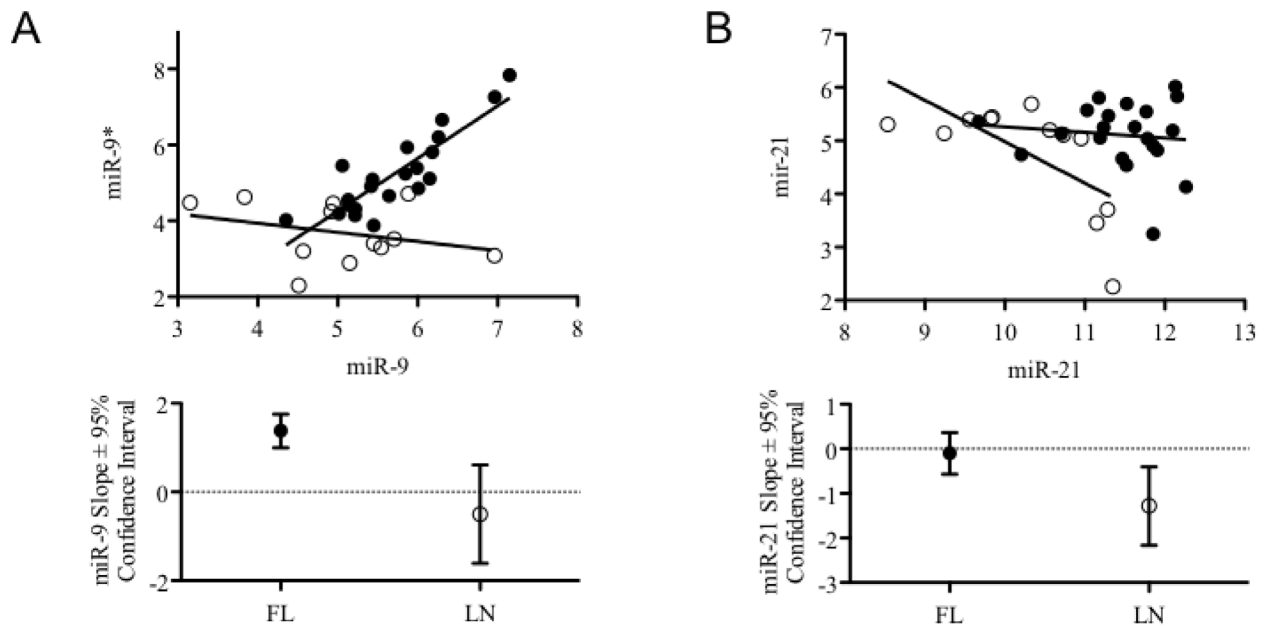 A
miR-9*
8
6
4
2
3 4 5 6 7 8
miR-9
miR-9 Slope ± 95%
Confidence Interval
2
0
-2
FL LN
B
mir-21
7
6
5
4
3
2
8 9 10 11 12 13
miR-21
miR-21 Slope ± 95%
Confidence Interval
1
0
-1
-2
-3
FL LN